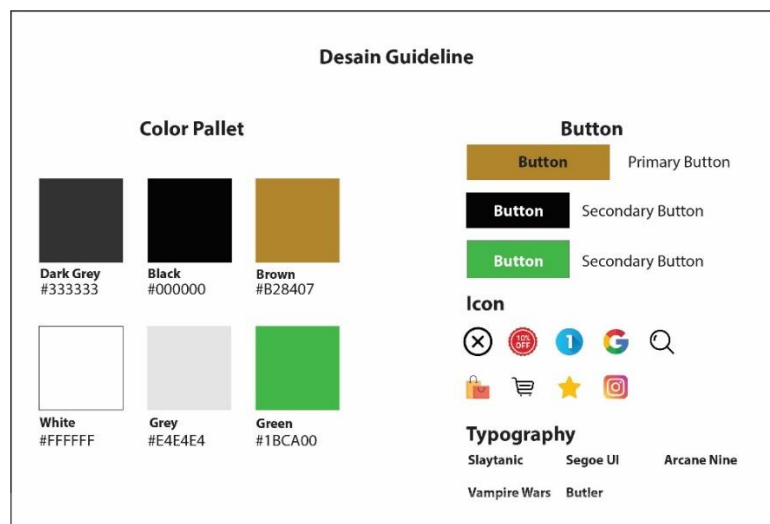 Desain Guideline
Color Pallet
Dark Grey
#333333
Black
#000000
Brown
#B28407
White
#FFFFFF
Grey
#E4E4E4
Green
#1BCA00
Button
Button
Primary Button
Button
Secondary Button
Button
Secondary Button
Icon
10%
OFF
1
G
Typography
Slaytanic
Segoe UI
Arcane Nine
Vampire Wars
Butler